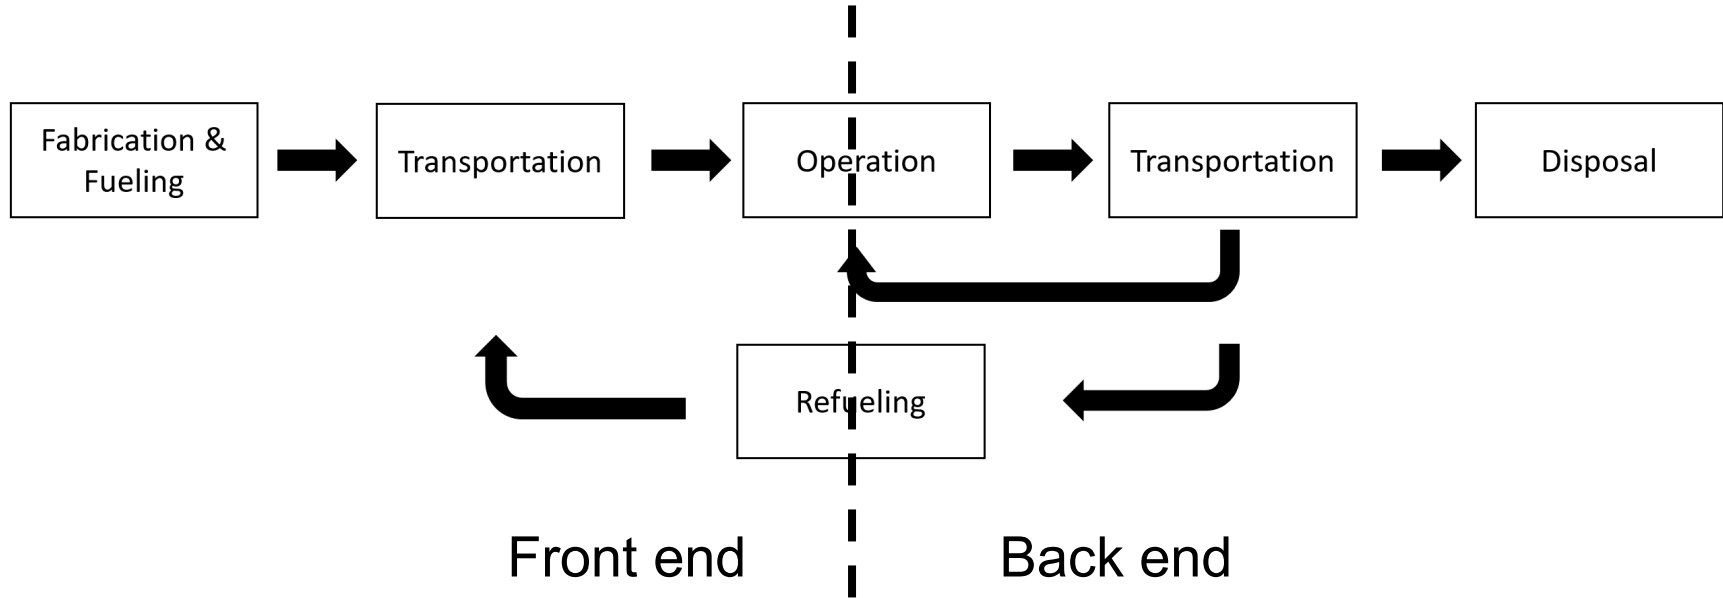 Fabrication &
Fueling
Transportation
Operation
Transportation
Disposal
Refueling
Front end
Back end